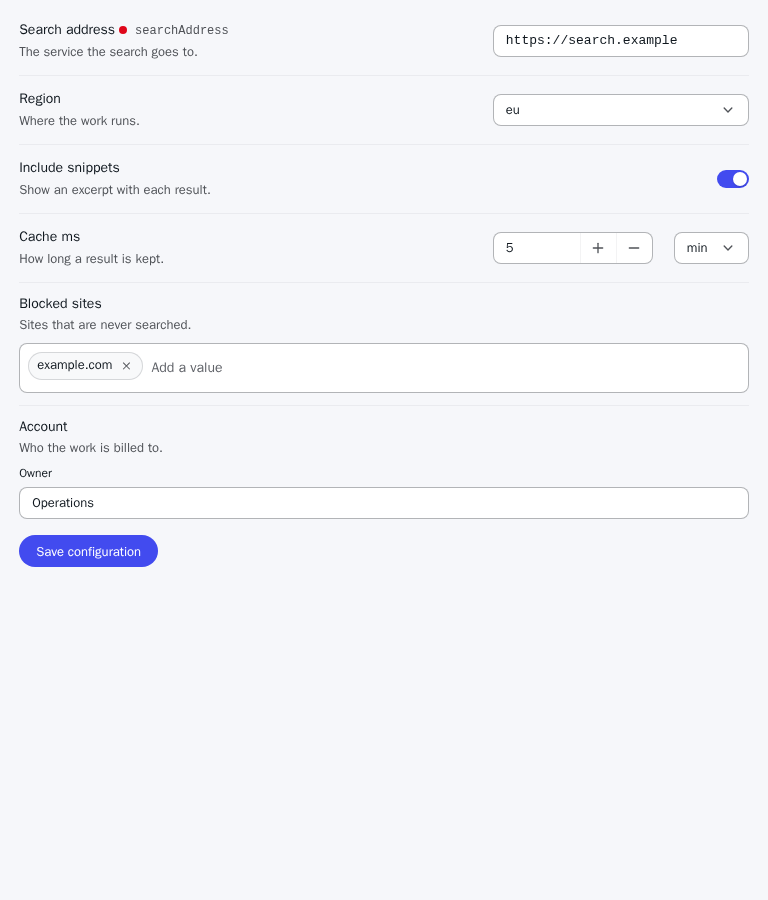 Search address searchAddress
The service the search goes to.
https://search.example
Region
Where the work runs.
eu
Include snippets
Show an excerpt with each result.
Cache ms
How long a result is kept.
5
min
Blocked sites
Sites that are never searched.
example.com
Add a value
Account
Who the work is billed to.
Owner
Operations
Save configuration